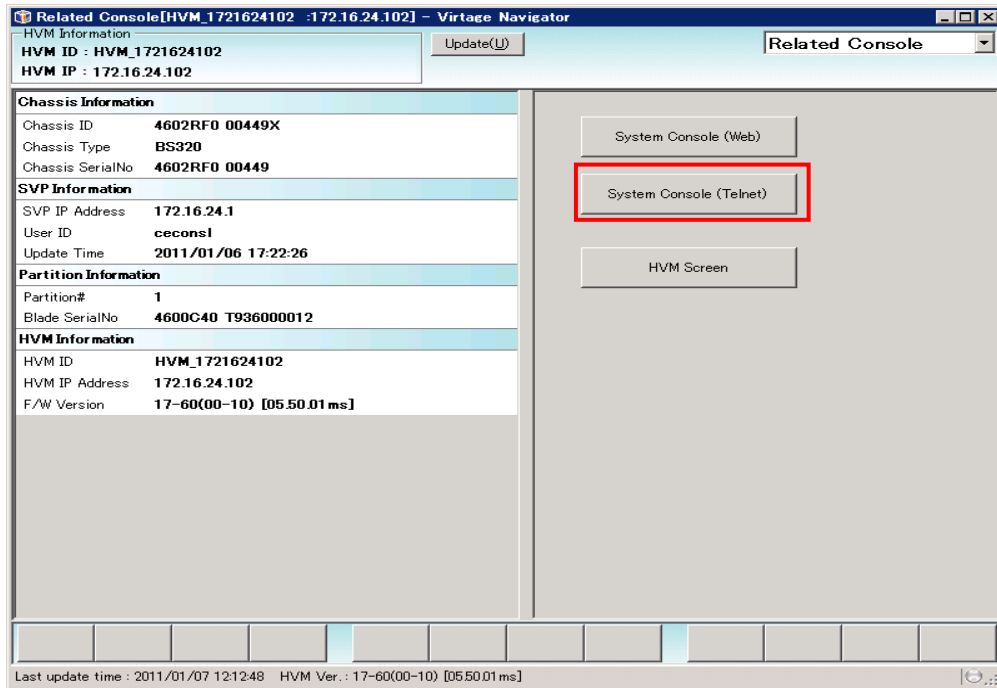 Related Console[HVM_1721624102 :172.16.24.102] - Virtage Navigator
HVM Information
HVM ID : HVM_1721624102
HVM IP : 172.16.24.102
Update(U)
Related Console
Chassis Information
Chassis ID 4602RF0 00449X
Chassis Type BS320
Chassis SerialNo 4602RF0 00449
SVP Information
SVP IP Address 172.16.24.1
User ID ceconsl
Update Time 2011/01/06 17:22:26
Partition Information
Partition# 1
Blade SerialNo 4600C40 T936000012
HVM Information
HVM ID HVM_1721624102
HVM IP Address 172.16.24.102
F/W Version 17-60(00-10) [05.50.01 ms]
System Console (Web)
System Console (Telnet)
HVM Screen
Last update time : 2011/01/07 12:12:48 HVM Ver. : 17-60(00-10) [05.50.01 ms]